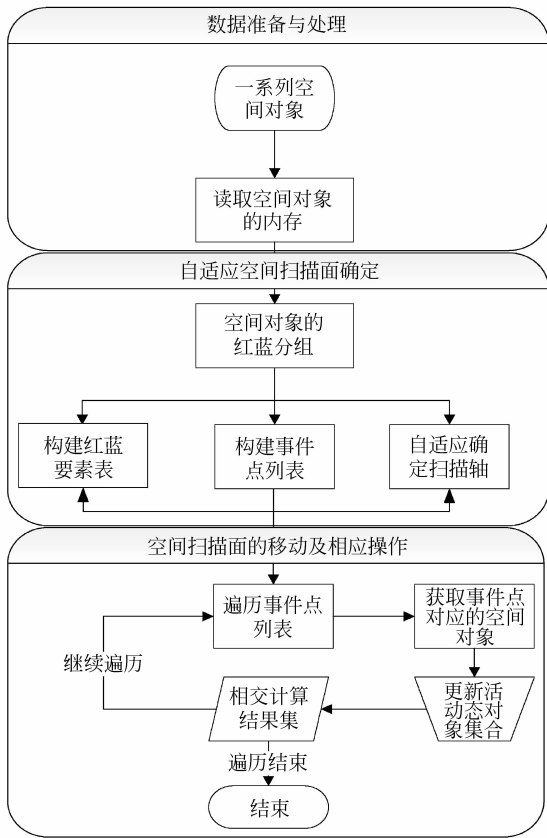 数据准备与处理
一系列空
间对象
读取空间对象
的内存
自适应空间扫描面确定
空间对象的
红蓝分组
构建红蓝
要素表
构建事件
点列表
自适应确
定扫描轴
空间扫描面的移动及相应操作
遍历事件点
列表
获取事件点
对应的空间
对象
继续遍历
相交计算
结果集
更新活
动态对
象集合
遍历结束
结束